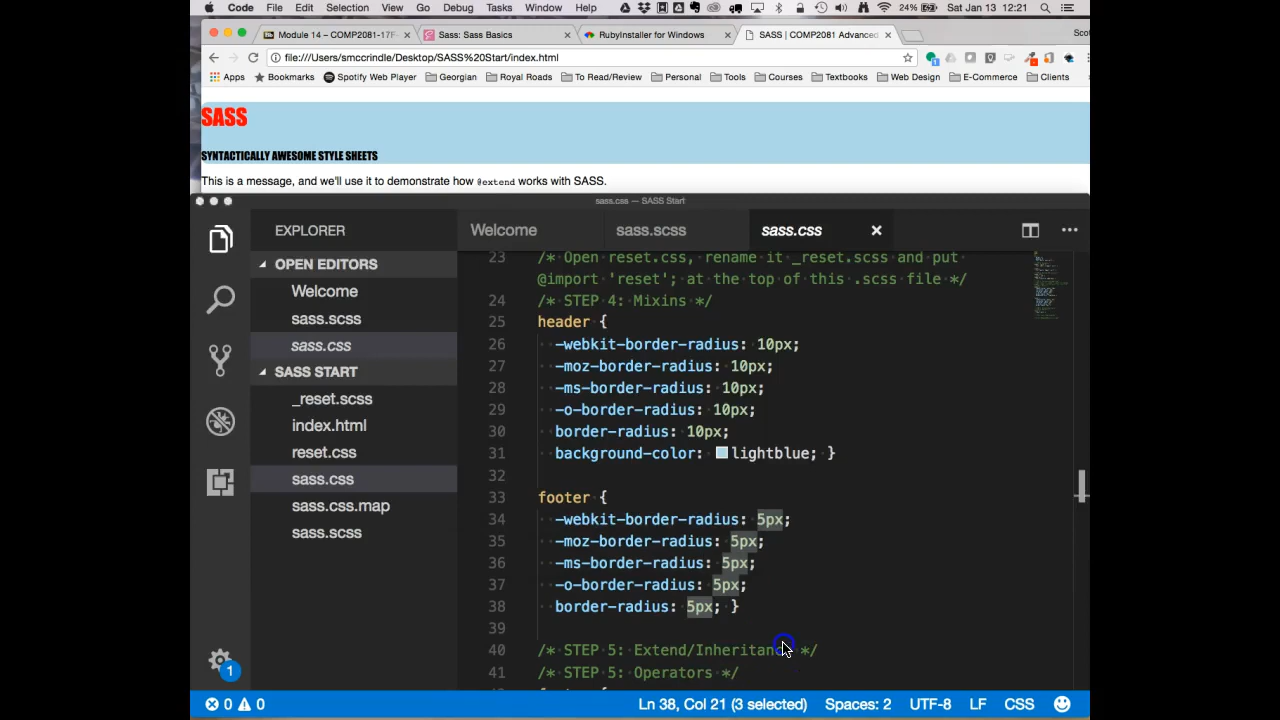 Code File Edit Selection View Go Debug Tasks Window Help 24% Sat Jan 13 12:21
Module 14 – COMP2081-17F Sass: Sass Basics RubyInstaller for Windows SASS | COMP2081 Advanced
file:///Users/smccrindle/Desktop/SASS%20Start/index.html
Apps Bookmarks Spotify Web Player Georgian Royal Roads To Read/Review Personal Tools Courses Textbooks Web Design E-Commerce Clients
SASS
SYNTACTICALLY AWESOME STYLE SHEETS
This is a message, and we'll use it to demonstrate how @extend works with SASS.
sass.css — SASS Start
EXPLORER
OPEN EDITORS
Welcome
sass.scss
sass.css
SASS START
_reset.scss
index.html
reset.css
sass.css
sass.css.map
sass.scss
1
Welcome sass.scss sass.css
23 /* Open reset.css, rename it _reset.scss and put
@import 'reset'; at the top of this .scss file */
24 /* STEP 4: Mixins */
25 header {
26 -webkit-border-radius: 10px;
27 -moz-border-radius: 10px;
28 -ms-border-radius: 10px;
29 -o-border-radius: 10px;
30 border-radius: 10px;
31 background-color: lightblue; }
32
33 footer {
34 -webkit-border-radius: 5px;
35 -moz-border-radius: 5px;
36 -ms-border-radius: 5px;
37 -o-border-radius: 5px;
38 border-radius: 5px; }
39
40 /* STEP 5: Extend/Inheritance */
41 /* STEP 5: Operators */
0 0 Ln 38, Col 21 (3 selected) Spaces: 2 UTF-8 LF CSS